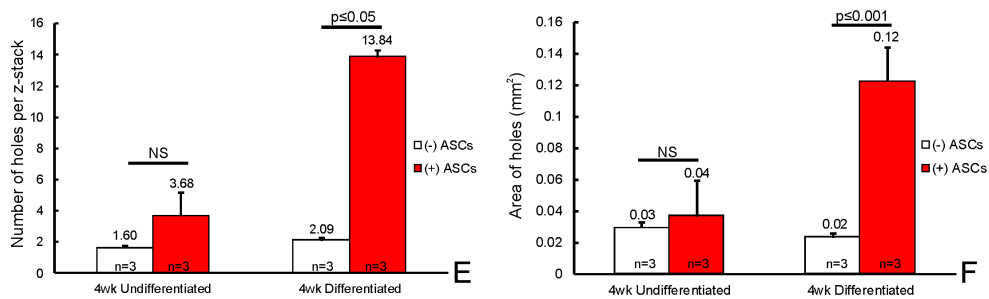 Number of holes per z-stack
16
14
12
10
8
6
4
2
0
p≤0.05
13.84
NS
3.68
1.60
2.09
n=3
n=3
n=3
n=3
4wk Undifferentiated
4wk Differentiated
(-) ASCs
(+) ASCs
E
Area of holes (mm²)
0.16
0.14
0.12
0.1
0.08
0.06
0.04
0.02
0
p≤0.001
0.12
NS
0.04
0.03
0.02
n=3
n=3
n=3
n=3
4wk Undifferentiated
4wk Differentiated
(-) ASCs
(+) ASCs
F